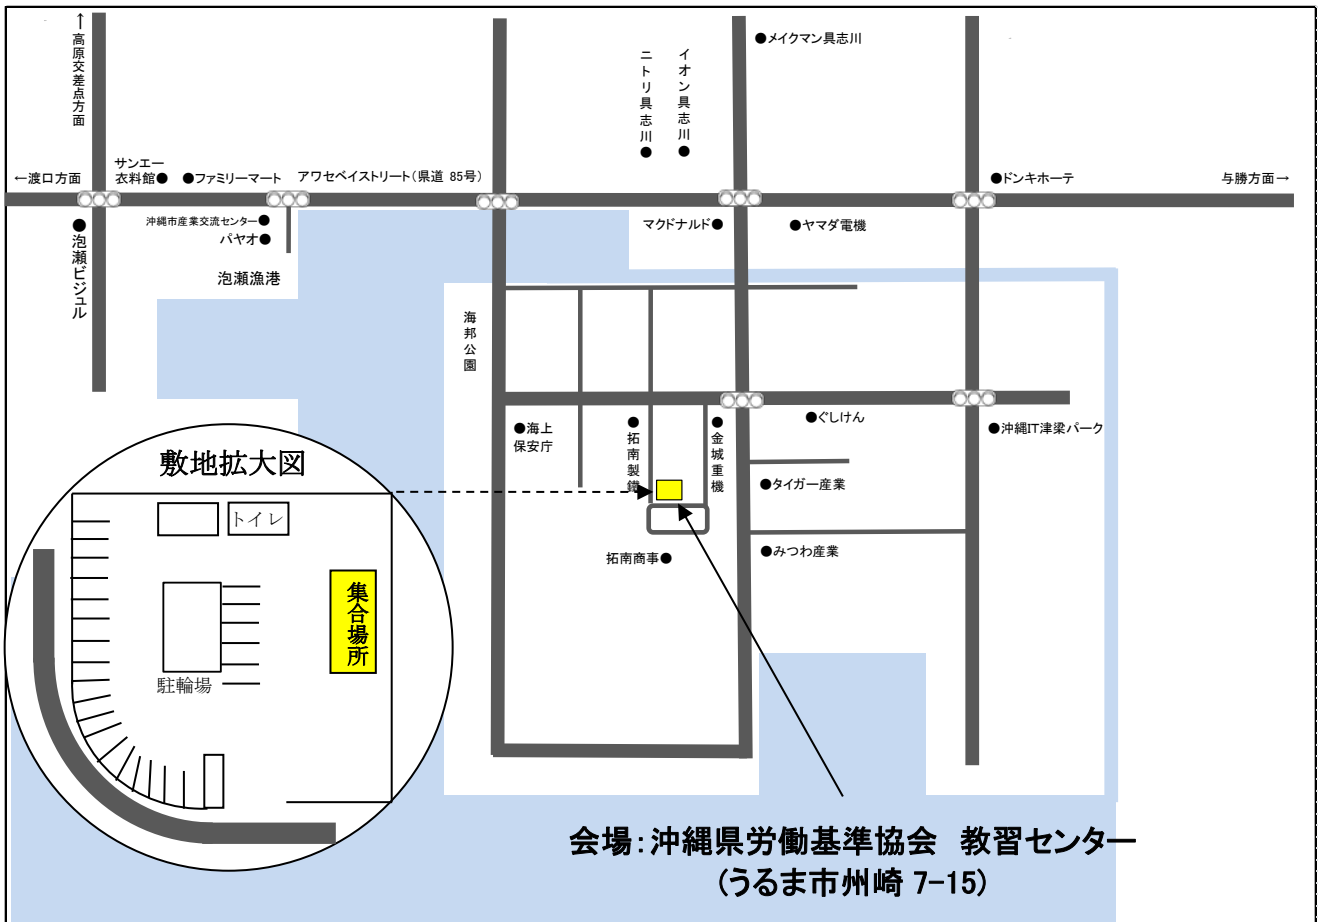 ↑高原交差点方面
●メイクマン具志川
ニトリ具志川●
イオン具志川●
←渡口方面
サンエー
衣料館●
●ファミリーマート
アワセベイストリート(県道 85号)
●ドンキホーテ
与勝方面→
沖縄市産業交流センター●
パヤオ●
マクドナルド●
●ヤマダ電機
●泡瀬ビジュル
泡瀬漁港
海邦公園
●海上
保安庁
●拓南製鐵
●金城重機
●ぐしけん
●沖縄IT津梁パーク
●タイガー産業
●みつわ産業
拓南商事●
敷地拡大図
トイレ
集合場所
駐輪場
会場:沖縄県労働基準協会 教習センター
(うるま市州崎 7-15)